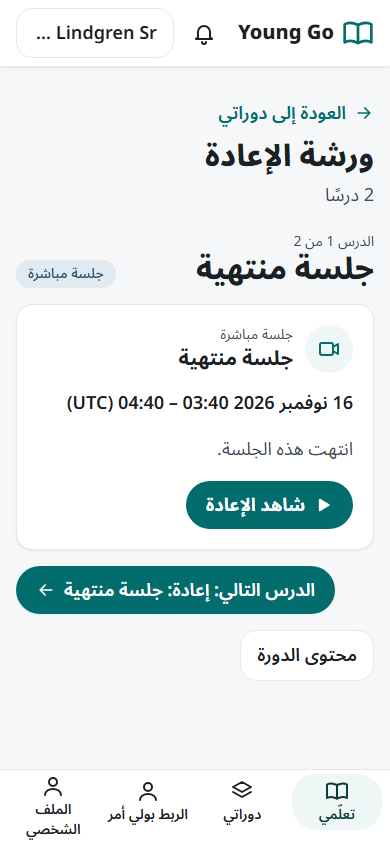 Young Go
Lindgren Sr ...
العودة إلى دوراتي
ورشة الإعادة
2 درسًا
الدرس 1 من 2
جلسة منتهية
جلسة مباشرة
جلسة مباشرة
جلسة منتهية
16 نوفمبر 2026 03:40 – 04:40 (UTC)
انتهت هذه الجلسة.
شاهد الإعادة
الدرس التالي: إعادة: جلسة منتهية
محتوى الدورة
تعلّمي
دوراتي
الربط بولي أمر
الملف
الشخصي